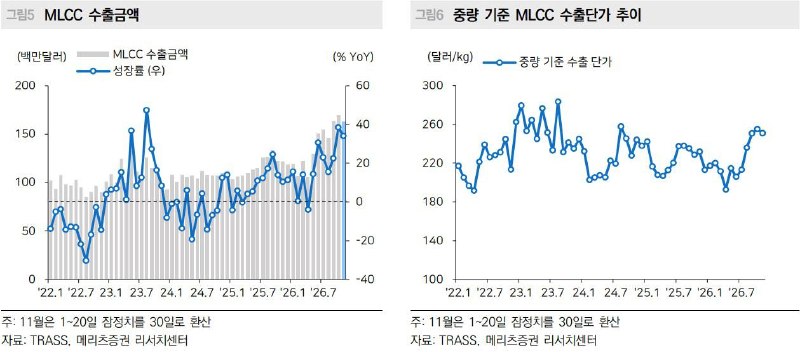 그림5 MLCC 수출금액
(백만달러)
MLCC 수출금액
성장률 (우)
(% YoY)
200
150
100
50
0
60
40
20
0
-20
-40
'22.1 '22.7 23.1 23.7 24.1 24.7 '25.1 '25.7 '26.1 '26.7
주: 11월은 1~20일 잠정치를 30일로 환산
자료: TRASS, 메리츠증권 리서치센터
그림6 중량 기준 MLCC 수출단가 추이
(달러/kg)
중량 기준 수출 단가
300
260
220
180
140
100
'22.1 '22.7 23.1 23.7 24.1 24.7 '25.1 '25.7 '26.1 '26.7
주: 11월은 1~20일 잠정치를 30일로 환산
자료: TRASS, 메리츠증권 리서치센터